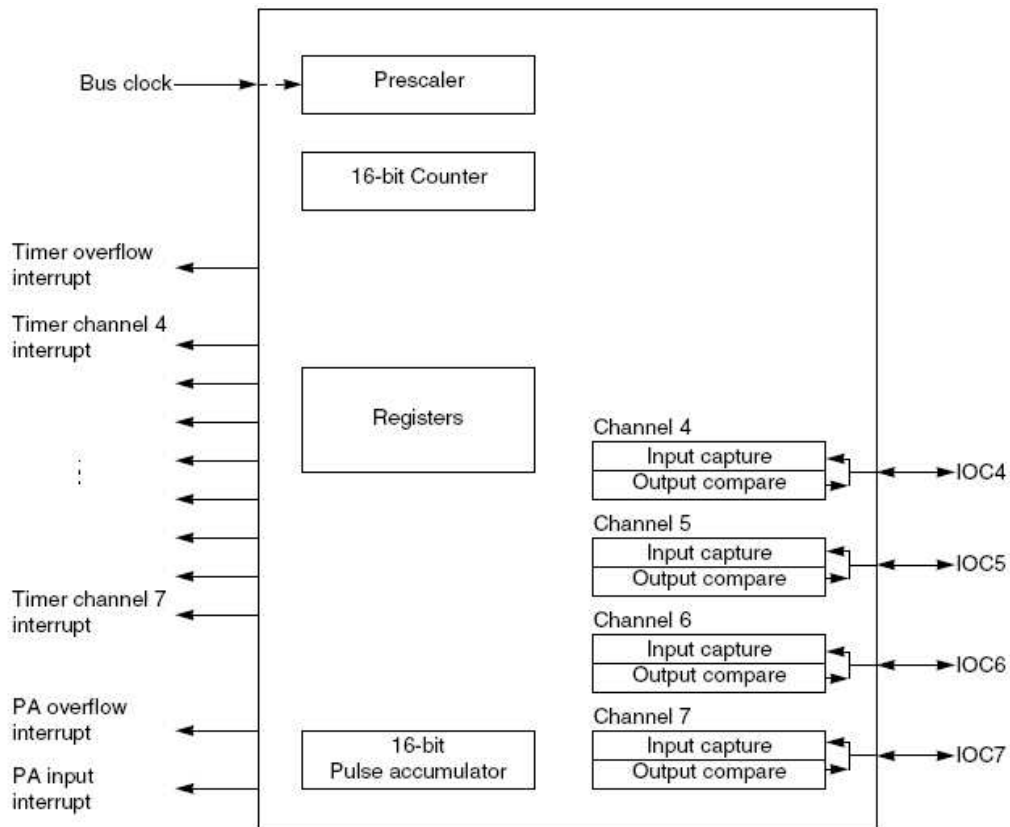 Bus clock
Prescaler
16-bit Counter
Timer overflow
interrupt
Timer channel 4
interrupt
Registers
Channel 4
Input capture
Output compare
IOC4
Channel 5
Input capture
Output compare
IOC5
Timer channel 7
interrupt
Channel 6
Input capture
Output compare
IOC6
PA overflow
interrupt
16-bit
Pulse accumulator
Channel 7
Input capture
Output compare
IOC7
PA input
interrupt